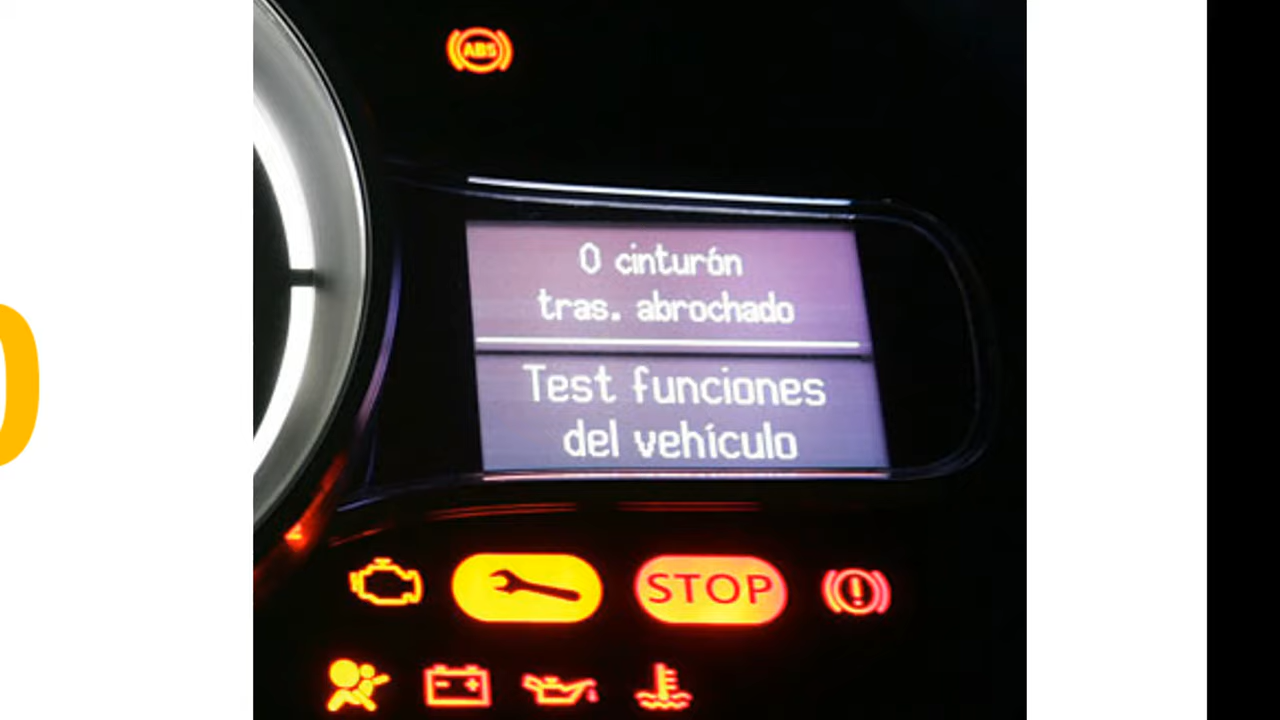 ABS
0 cinturón
tras. abrochado
Test funciones
del vehículo
STOP